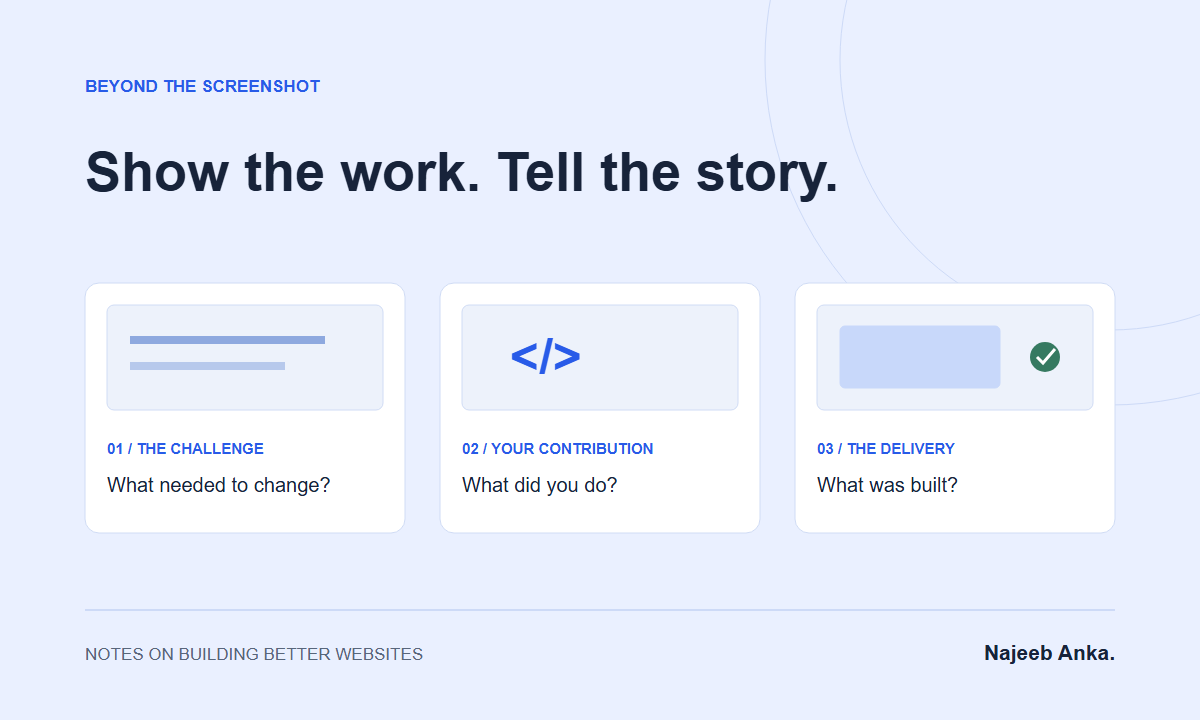 BEYOND THE SCREENSHOT
Show the work. Tell the story.
</>
01 / THE CHALLENGE
What needed to change?
02 / YOUR CONTRIBUTION
What did you do?
03 / THE DELIVERY
What was built?
NOTES ON BUILDING BETTER WEBSITES
Najeeb Anka.